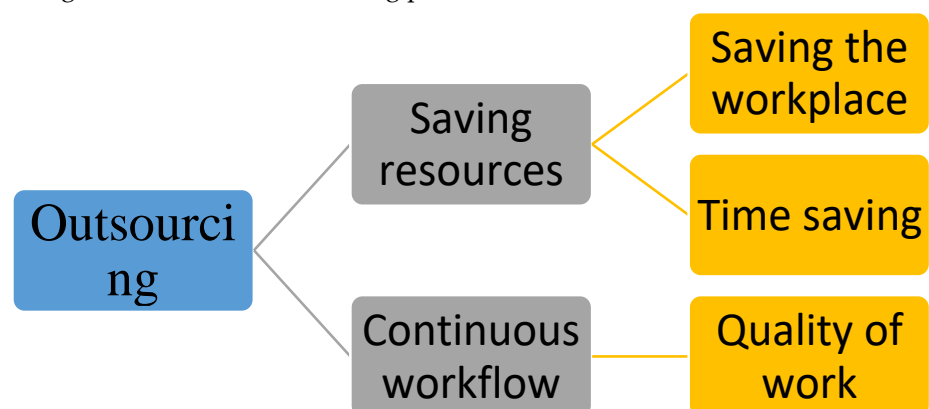 Saving the
workplace
Saving
resources
Time saving
Outsourci
ng
Continuous
workflow
Quality of
work